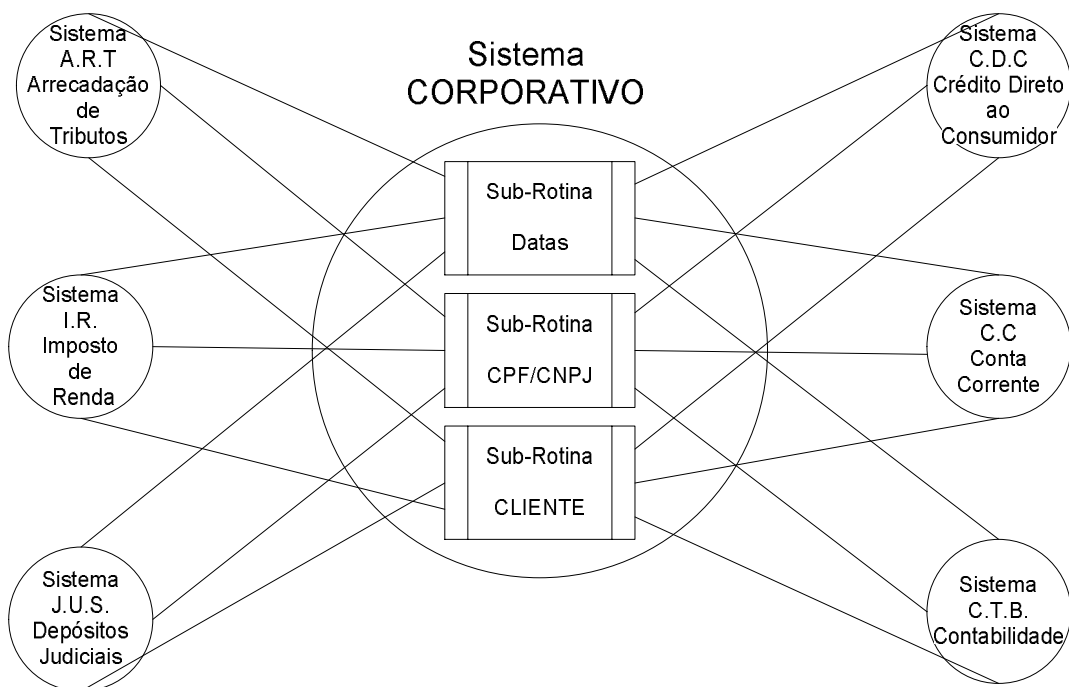 Sistema
A.R.T
Arrecadação
de
Tributos
Sistema
I.R.
Imposto
de
Renda
Sistema
J.U.S.
Depósitos
Judiciais
Sistema
CORPORATIVO
Sub-Rotina
Datas
Sub-Rotina
CPF/CNPJ
Sub-Rotina
CLIENTE
Sistema
C.D.C
Crédito Direto
ao
Consumidor
Sistema
C.C
Conta
Corrente
Sistema
C.T.B.
Contabilidade